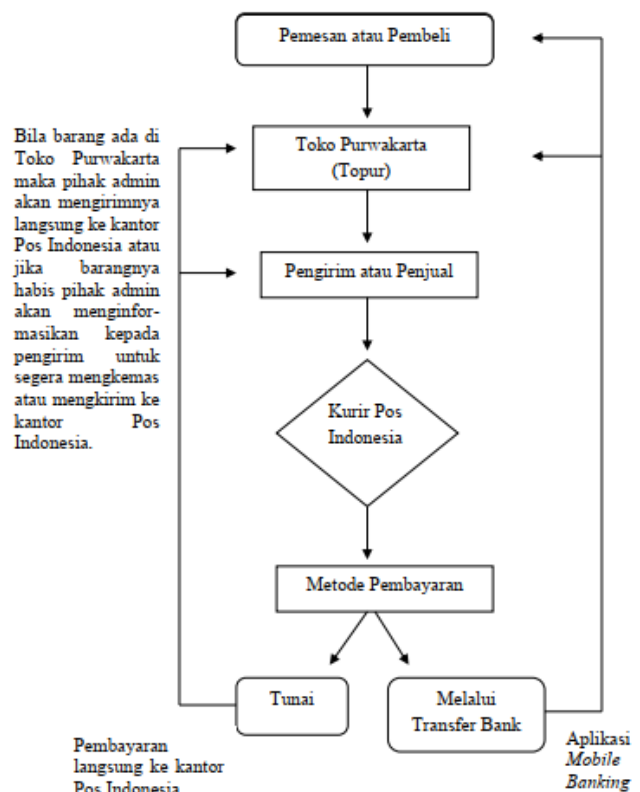 Pemesan atau Pembeli
Bila barang ada di
Toko Purwakarta
maka pihak admin
akan mengirimnya
langsung ke kantor
Pos Indonesia atau
jika barangnya
habis pihak admin
akan menginfor-
masikan kepada
pengirim untuk
segera mengkemas
atau mengkirim ke
kantor Pos
Indonesia.
Toko Purwakarta
(Topur)
Pengirim atau Penjual
Kurir Pos
Indonesia
Metode Pembayaran
Tunai
Melalui
Transfer Bank
Pembayaran
langsung ke kantor
Pos Indonesia
Aplikasi
Mobile
Banking